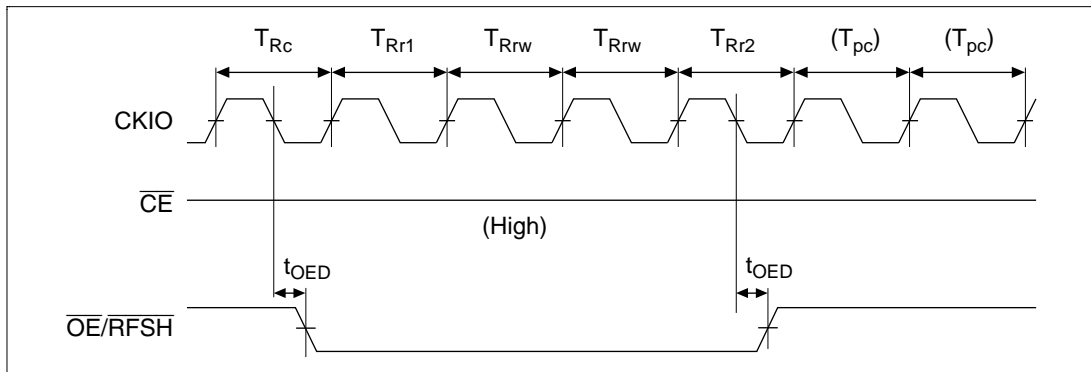 TRc TRr1 TRrw TRrw TRr2 (Tpc) (Tpc)
CKIO
CE
(High)
tOED tOED
OE/RFSH